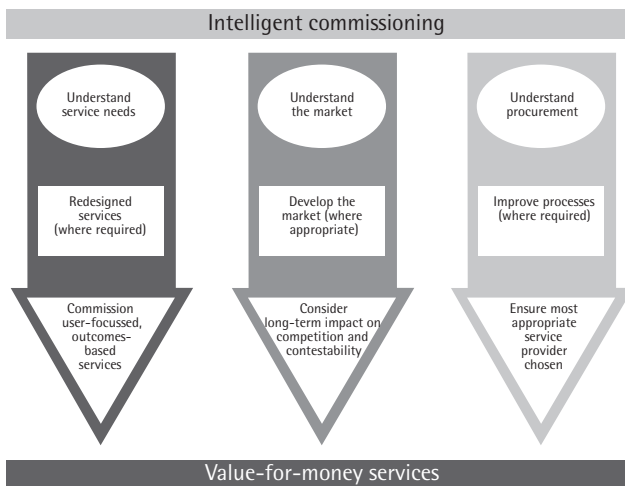 Intelligent commissioning
Understand
service needs
Redesigned
services
(where required)
Commission
user-focussed,
outcomes-
based
services
Understand
the market
Develop the
market (where
appropriate)
Consider
long-term impact on
competition and
contestability
Understand
procurement
Improve processes
(where required)
Ensure most
appropriate
service
provider
chosen
Value-for-money services